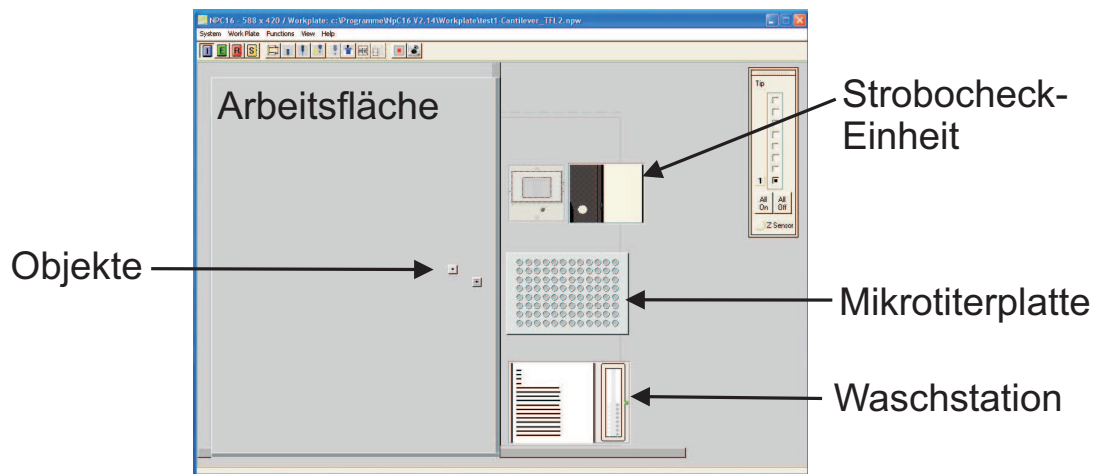 NPC16 - 588 x 420 / Workplate: c:\Programme\NPC16 V2.14\Workplate\test1-Cantilever_TFL2.npw
System Work Plate Functions View Help
I E R S
Arbeitsfläche
Tip
1
All On
All Off
Z Sensor
Strobocheck-
Einheit
Objekte
Mikrotiterplatte
Waschstation